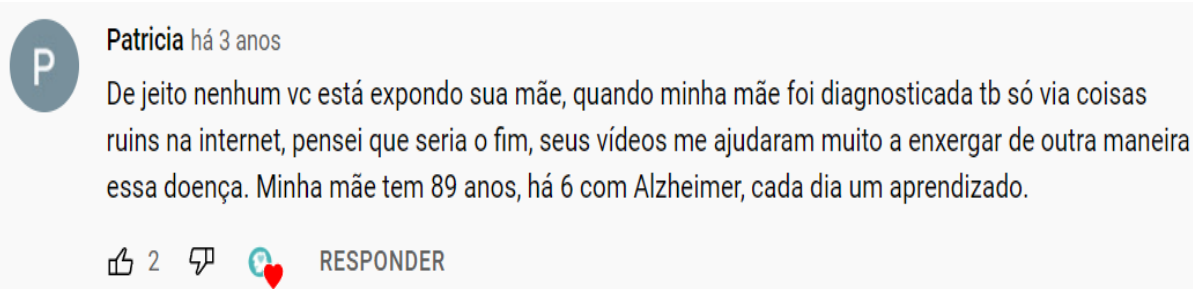 P
Patricia há 3 anos
De jeito nenhum vc está expondo sua mãe, quando minha mãe foi diagnosticada tb só via coisas
ruins na internet, pensei que seria o fim, seus vídeos me ajudaram muito a enxergar de outra maneira
essa doença. Minha mãe tem 89 anos, há 6 com Alzheimer, cada dia um aprendizado.
2 RESPONDER